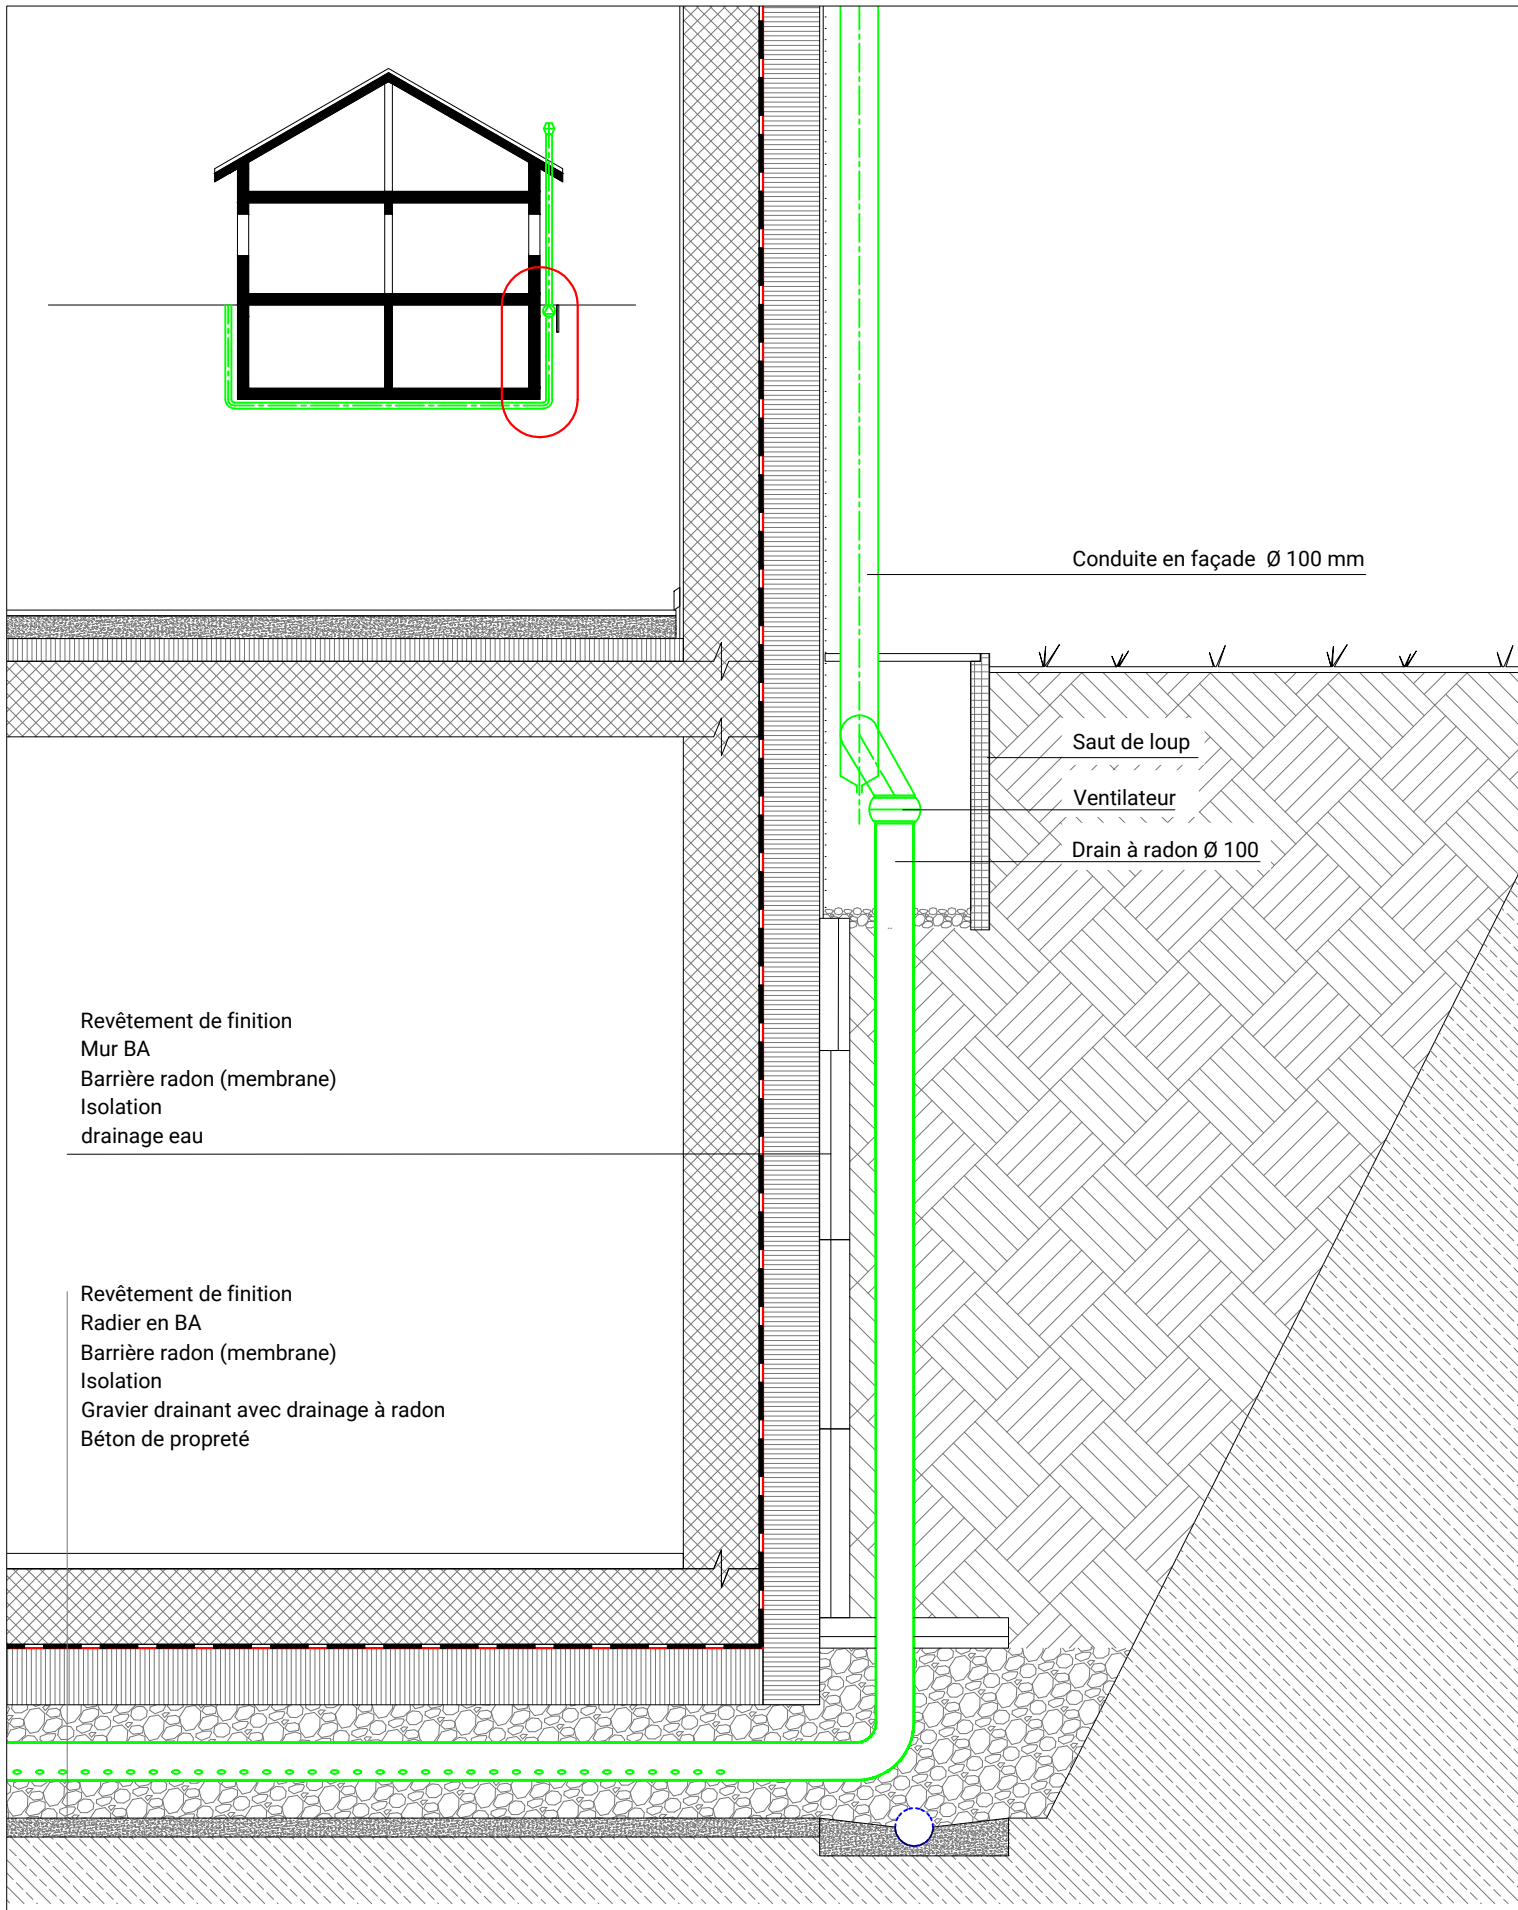 Conduite en façade Ø 100 mm
Saut de loup
Ventilateur
Drain à radon Ø 100
Revêtement de finition
Mur BA
Barrière radon (membrane)
Isolation
drainage eau
Revêtement de finition
Radier en BA
Barrière radon (membrane)
Isolation
Gravier drainant avec drainage à radon
Béton de propreté